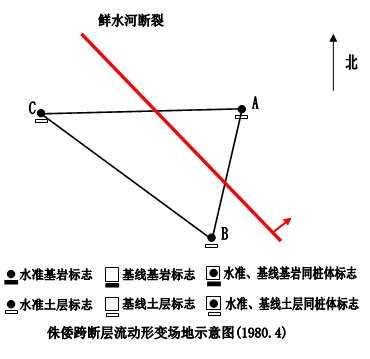 鲜水河断裂
北
C
A
B
水准基岩标志 基线基岩标志 水准、基线基岩同桩体标志
水准土层标志 基线土层标志 水准、基线土层同桩体标志
侏倭跨断层流动形变场地示意图(1980.4)